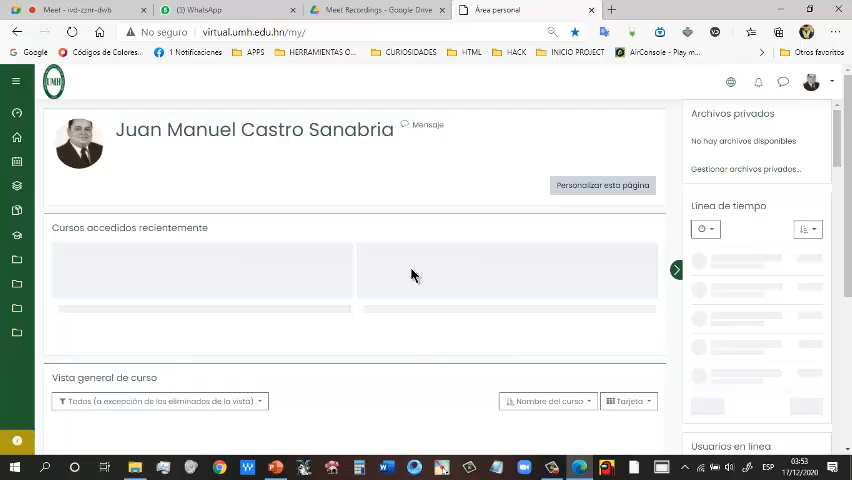 Meet - ivd-zznr-dwb
(3) WhatsApp
Meet Recordings - Google Drive
Área personal
No seguro
virtual.umh.edu.hn/my/
Google
Códigos de Colores...
1 Notificaciones
APPS
HERRAMIENTAS O...
CURIOSIDADES
HTML
HACK
INICIO PROJECT
AirConsole - Play m...
Otros favoritos
UMH
Juan Manuel Castro Sanabria
Mensaje
Personalizar esta página
Cursos accedidos recientemente
Vista general de curso
Todos (a excepción de los eliminados de la vista)
Nombre del curso
Tarjeta
Archivos privados
No hay archivos disponibles
Gestionar archivos privados...
Línea de tiempo
Usuarios en línea
ESP
03:53
17/12/2020